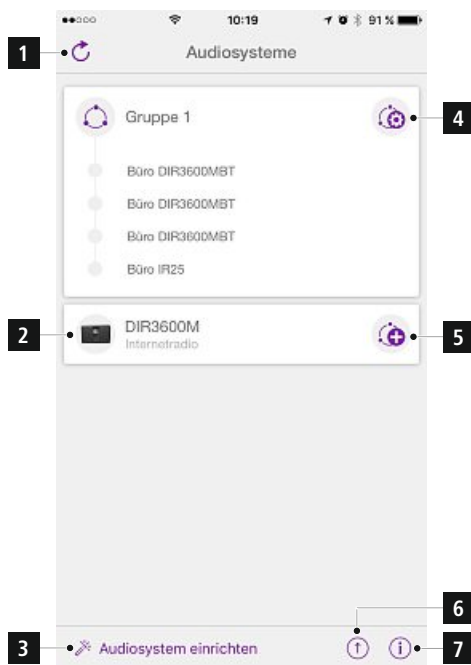 10:19 91 %
1 Audiosysteme
Gruppe 1 4
Büro DIR3600MBT
Büro DIR3600MBT
Büro DIR3600MBT
Büro IR25
2 DIR3600M 5
Internetradio
6
3 Audiosystem einrichten 7